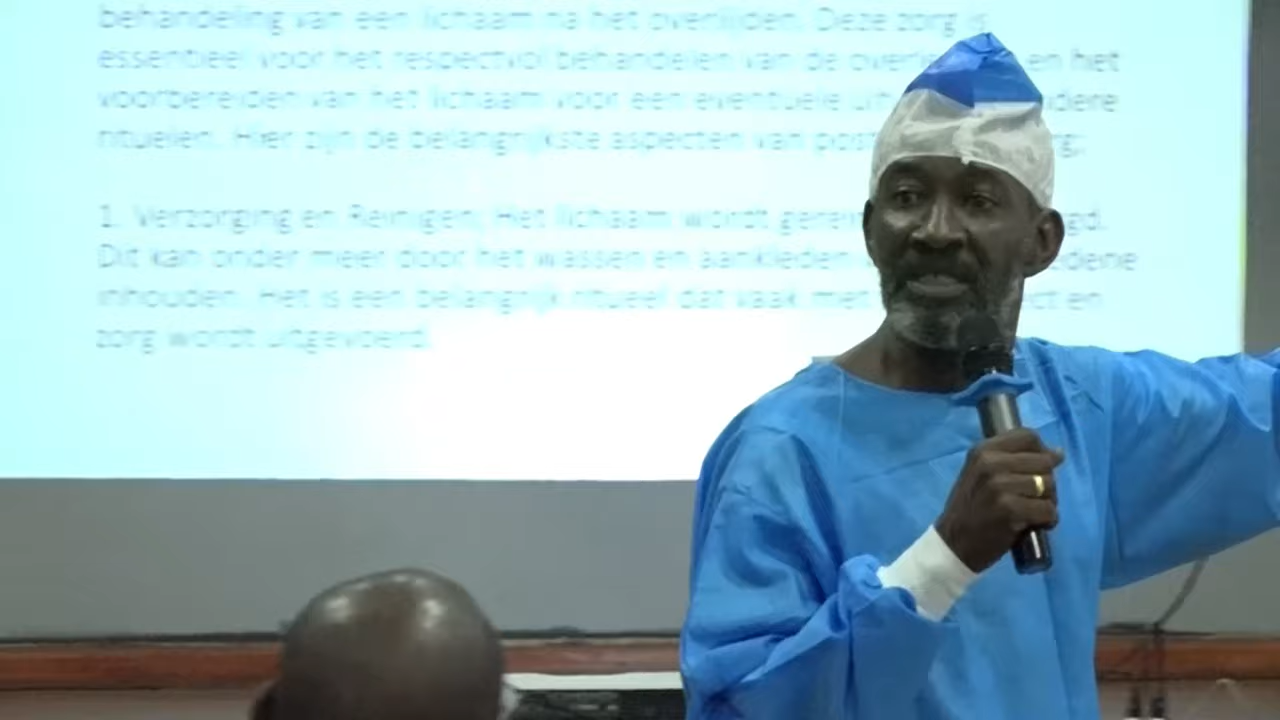 behandeling van een lichaam na het overlijden. Deze zorg is
essentieel voor het respectvol behandelen van de en het
voorbereiden van het lichaam voor een eventuele
rituelen. Hier zijn de belangrijkste aspecten van
1. Verzorging en Reinigen; Het lichaam wordt
Dit kan onder meer door het wassen en aankleden
inhouden. Het is een belangrijk ritueel dat vaak met en
zorg wordt uitgevoerd.